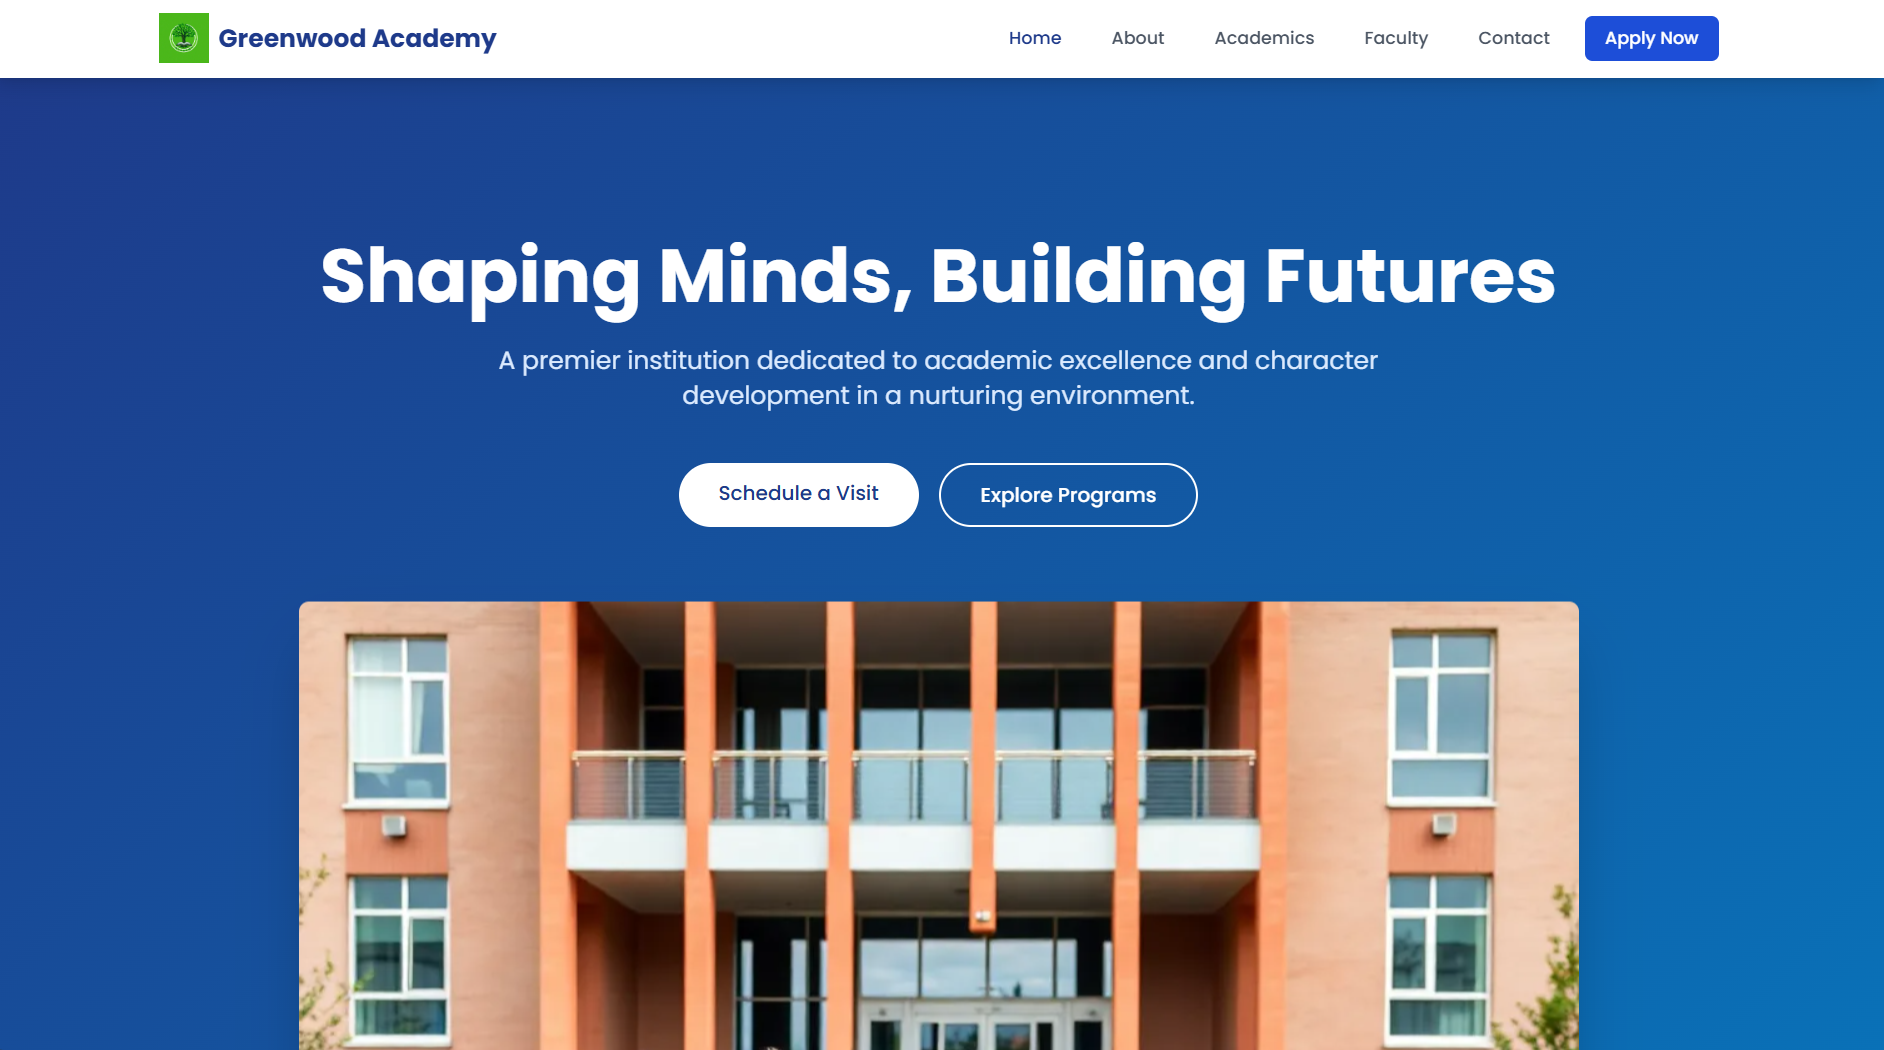 Greenwood Academy
Home
About
Academics
Faculty
Contact
Apply Now
Shaping Minds, Building Futures
A premier institution dedicated to academic excellence and character
development in a nurturing environment.
Schedule a Visit
Explore Programs